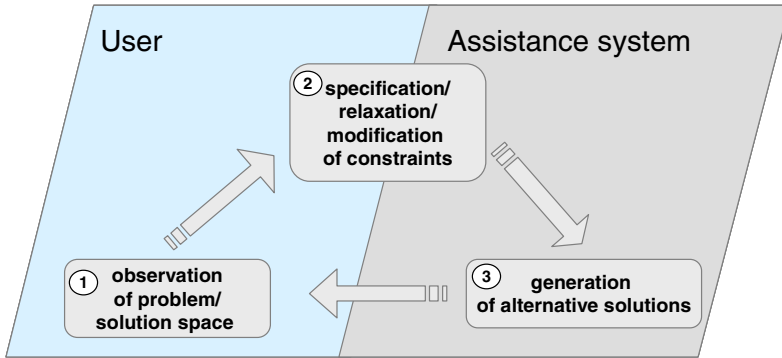 User
Assistance system
2
specification/
relaxation/
modification
of constraints
1
observation
of problem/
solution space
3
generation
of alternative solutions